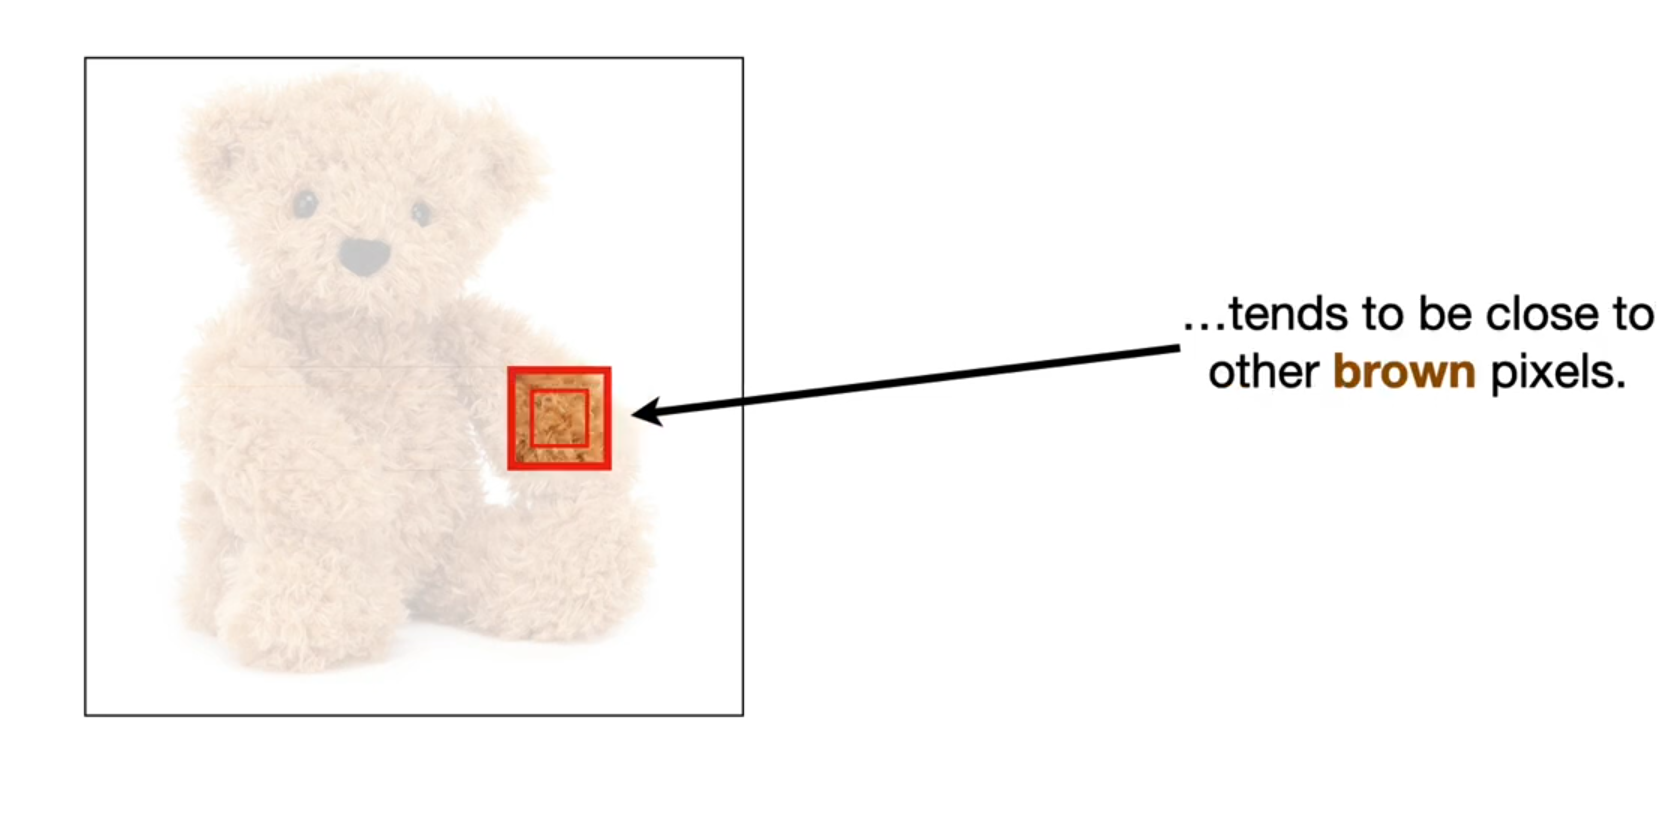 …tends to be close to
other brown pixels.